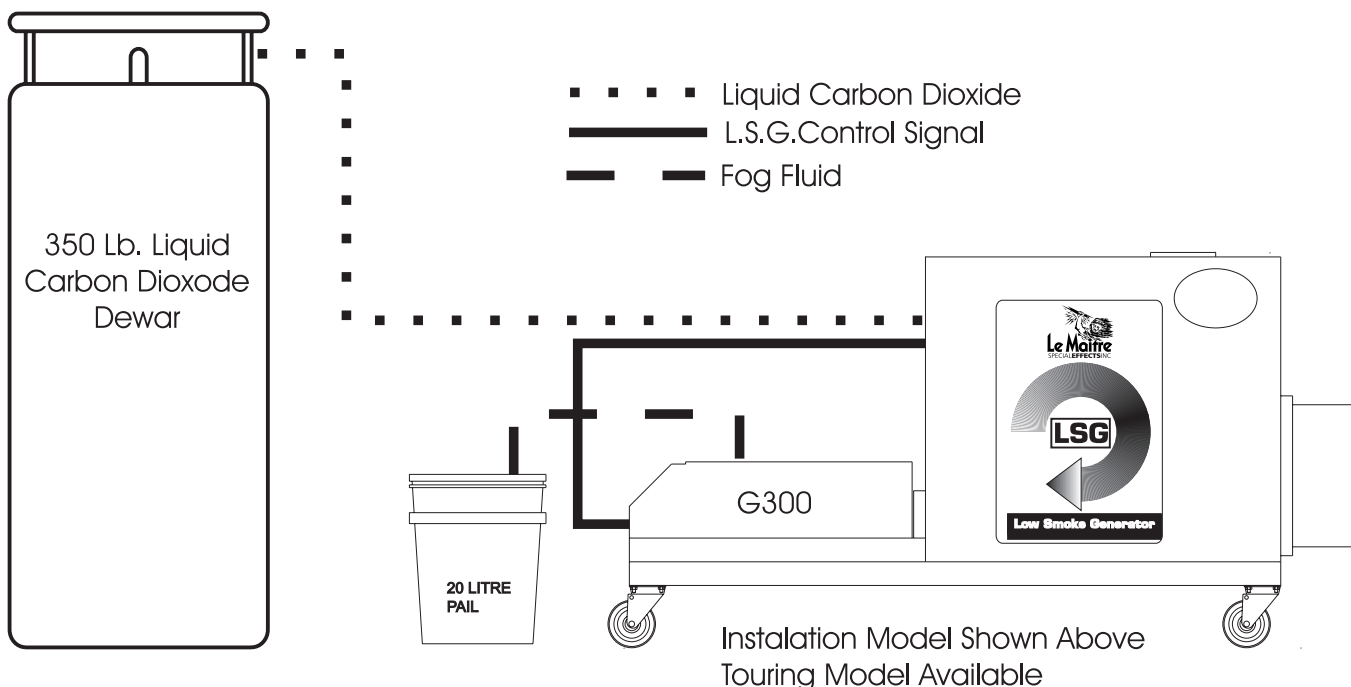 Liquid Carbon Dioxide
L.S.G.Control Signal
Fog Fluid
350 Lb. Liquid
Carbon Dioxode
Dewar
Le Maitre
SPECIALEFFECTSINC
LSG
Low Smoke Generator
G300
20 LITRE
PAIL
Instalation Model Shown Above
Touring Model Available